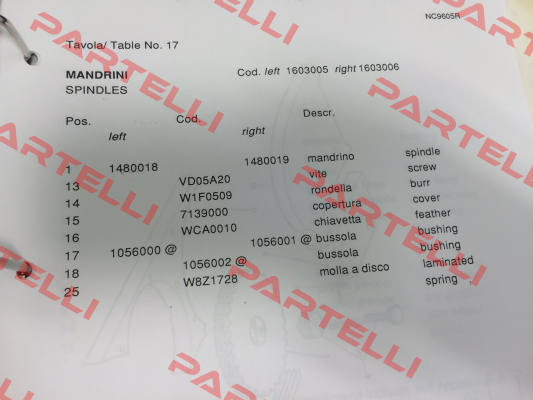 NC9605R
Tavola/ Table No. 17
MANDRINI Cod. left 1603005 right 1603006
SPINDLES
Pos. Cod. Descr.
left right
1 1480018 1480019 mandrino spindle
13 VD05A20 vite screw
14 W1F0509 rondella burr
15 7139000 copertura cover
16 WCA0010 chiavetta feather
17 1056000 @ 1056001 @ bussola bushing
18 1056002 @ bussola bushing
25 W8Z1728 molla a disco laminated
spring
PARTELLI
PARTELLI
PARTELLI
PARTELLI
PARTELLI
PARTELLI
PARTELLI